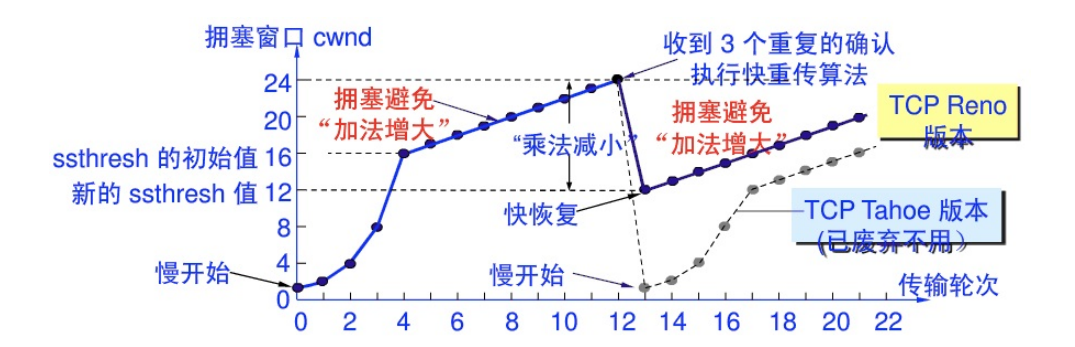 拥塞窗口 cwnd
收到 3 个重复的确认
执行快重传算法
24
20
16
12
8
4
0
ssthresh 的初始值
新的 ssthresh 值
拥塞避免
“加法增大”
“乘法减小”
拥塞避免
“加法增大”
TCP Reno
版本
快恢复
TCP Tahoe 版本
(已废弃不用）
慢开始
慢开始
传输轮次
0 2 4 6 8 10 12 14 16 18 20 22